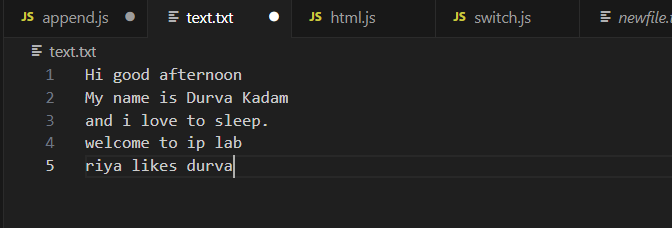 JS append.js text.txt JS html.js JS switch.js newfile.t
text.txt
1 Hi good afternoon
2 My name is Durva Kadam
3 and i love to sleep.
4 welcome to ip lab
5 riya likes durva